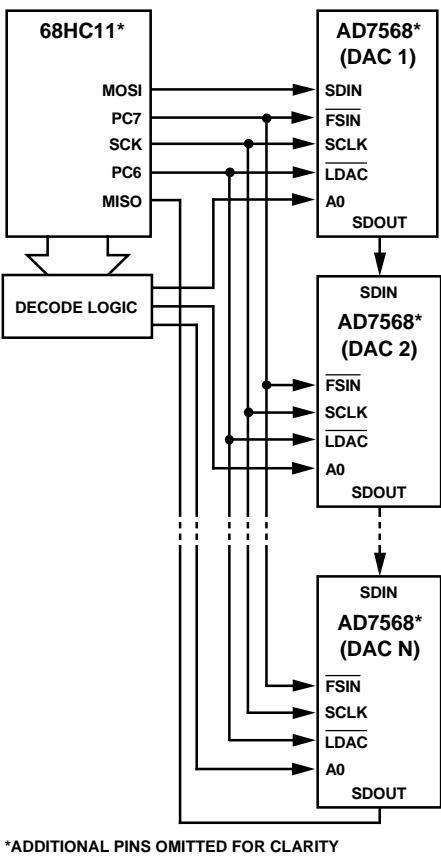 68HC11*
MOSI
PC7
SCK
PC6
MISO
DECODE LOGIC
AD7568*
(DAC 1)
SDIN
FSIN
SCLK
LDAC
A0
SDOUT
SDIN
AD7568*
(DAC 2)
FSIN
SCLK
LDAC
A0
SDOUT
SDIN
AD7568*
(DAC N)
FSIN
SCLK
LDAC
A0
SDOUT
*ADDITIONAL PINS OMITTED FOR CLARITY